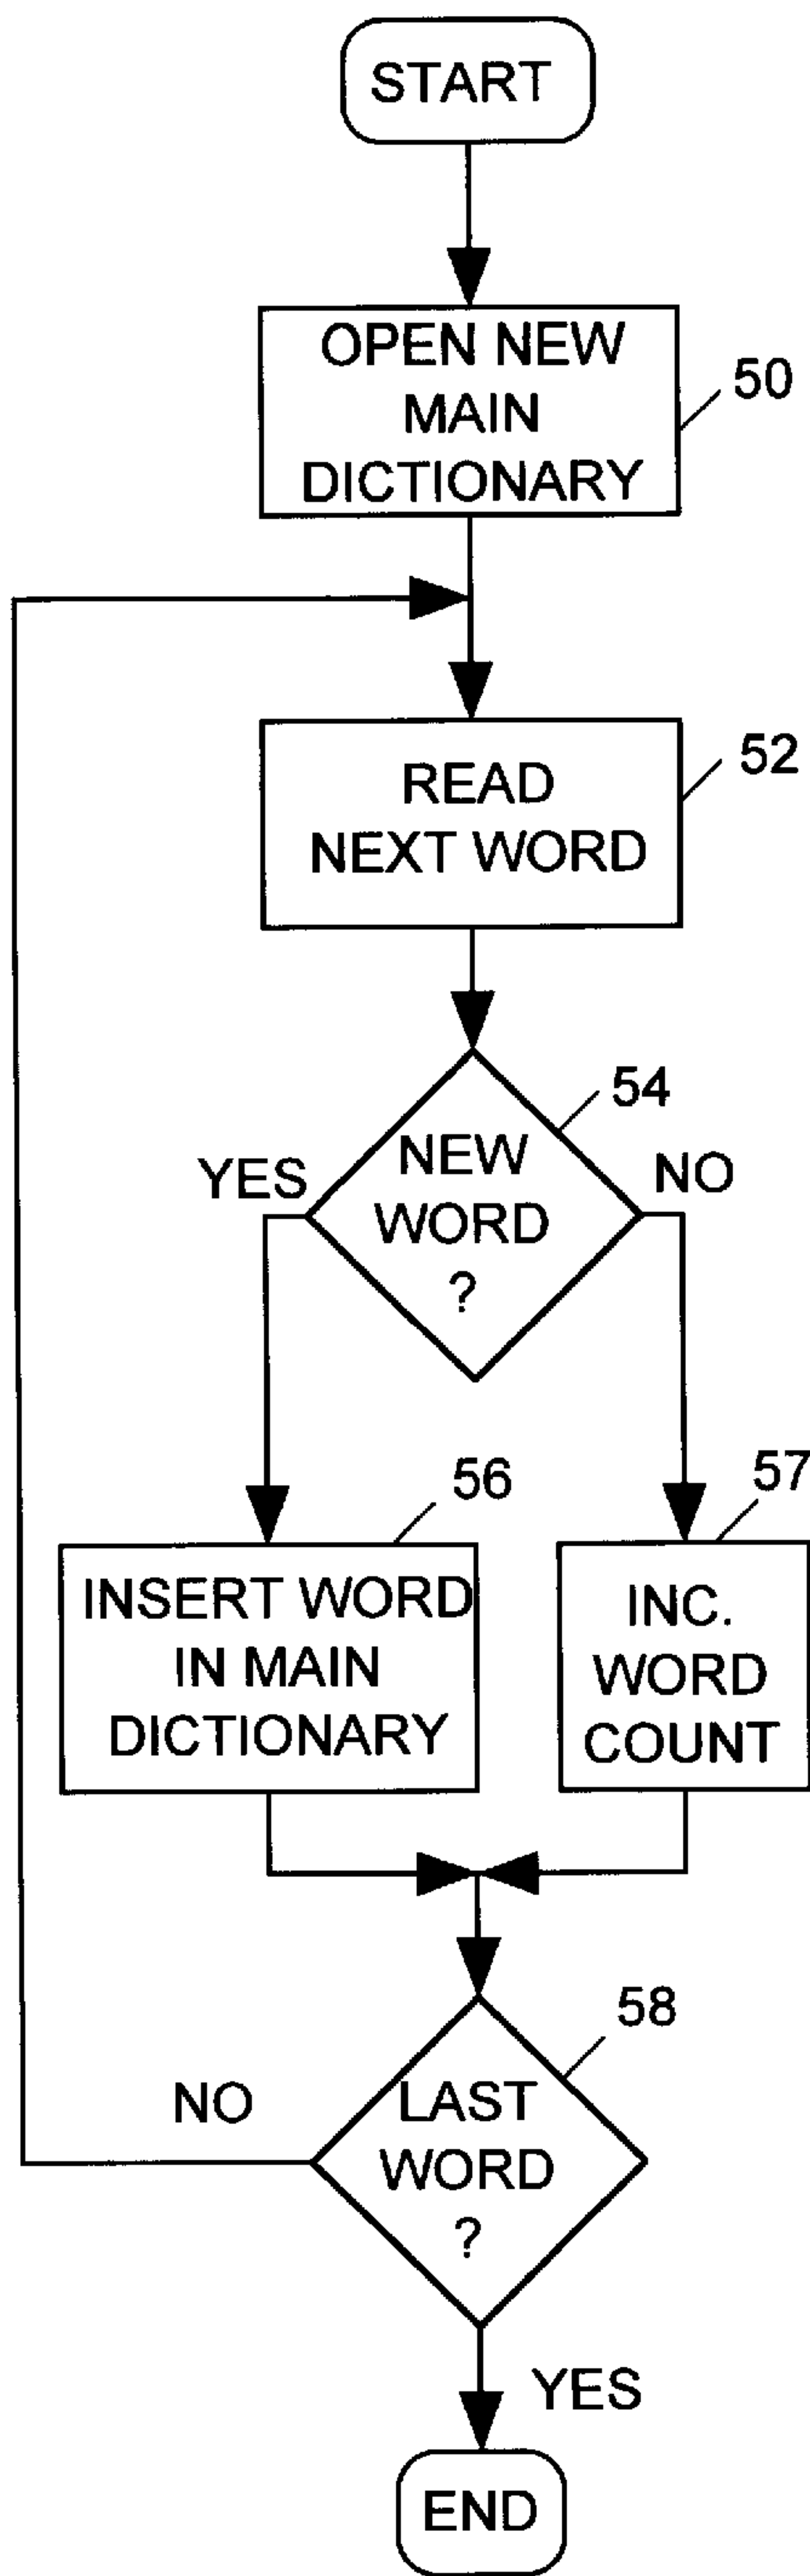 START
OPEN NEW
MAIN
DICTIONARY
50
READ
NEXT WORD
52
54
NEW
WORD
?
YES
NO
56
INSERT WORD
IN MAIN
DICTIONARY
57
INC.
WORD
COUNT
58
LAST
WORD
?
NO
YES
END